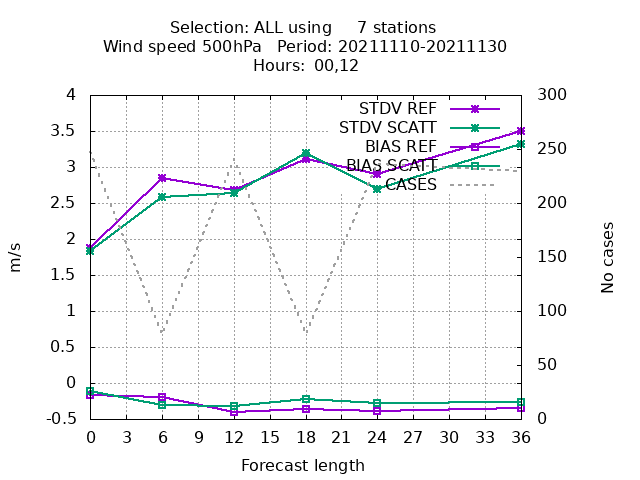 Selection: ALL using     7 stations
Wind speed 500hPa   Period: 20211110-20211130
Hours:  00,12
STDV REF
STDV SCATT
BIAS REF
BIAS SCATT
CASES
4
3.5
3
2.5
2
1.5
1
0.5
0
-0.5
300
250
200
150
100
50
0
m/s
No cases
0 3 6 9 12 15 18 21 24 27 30 33 36
Forecast length